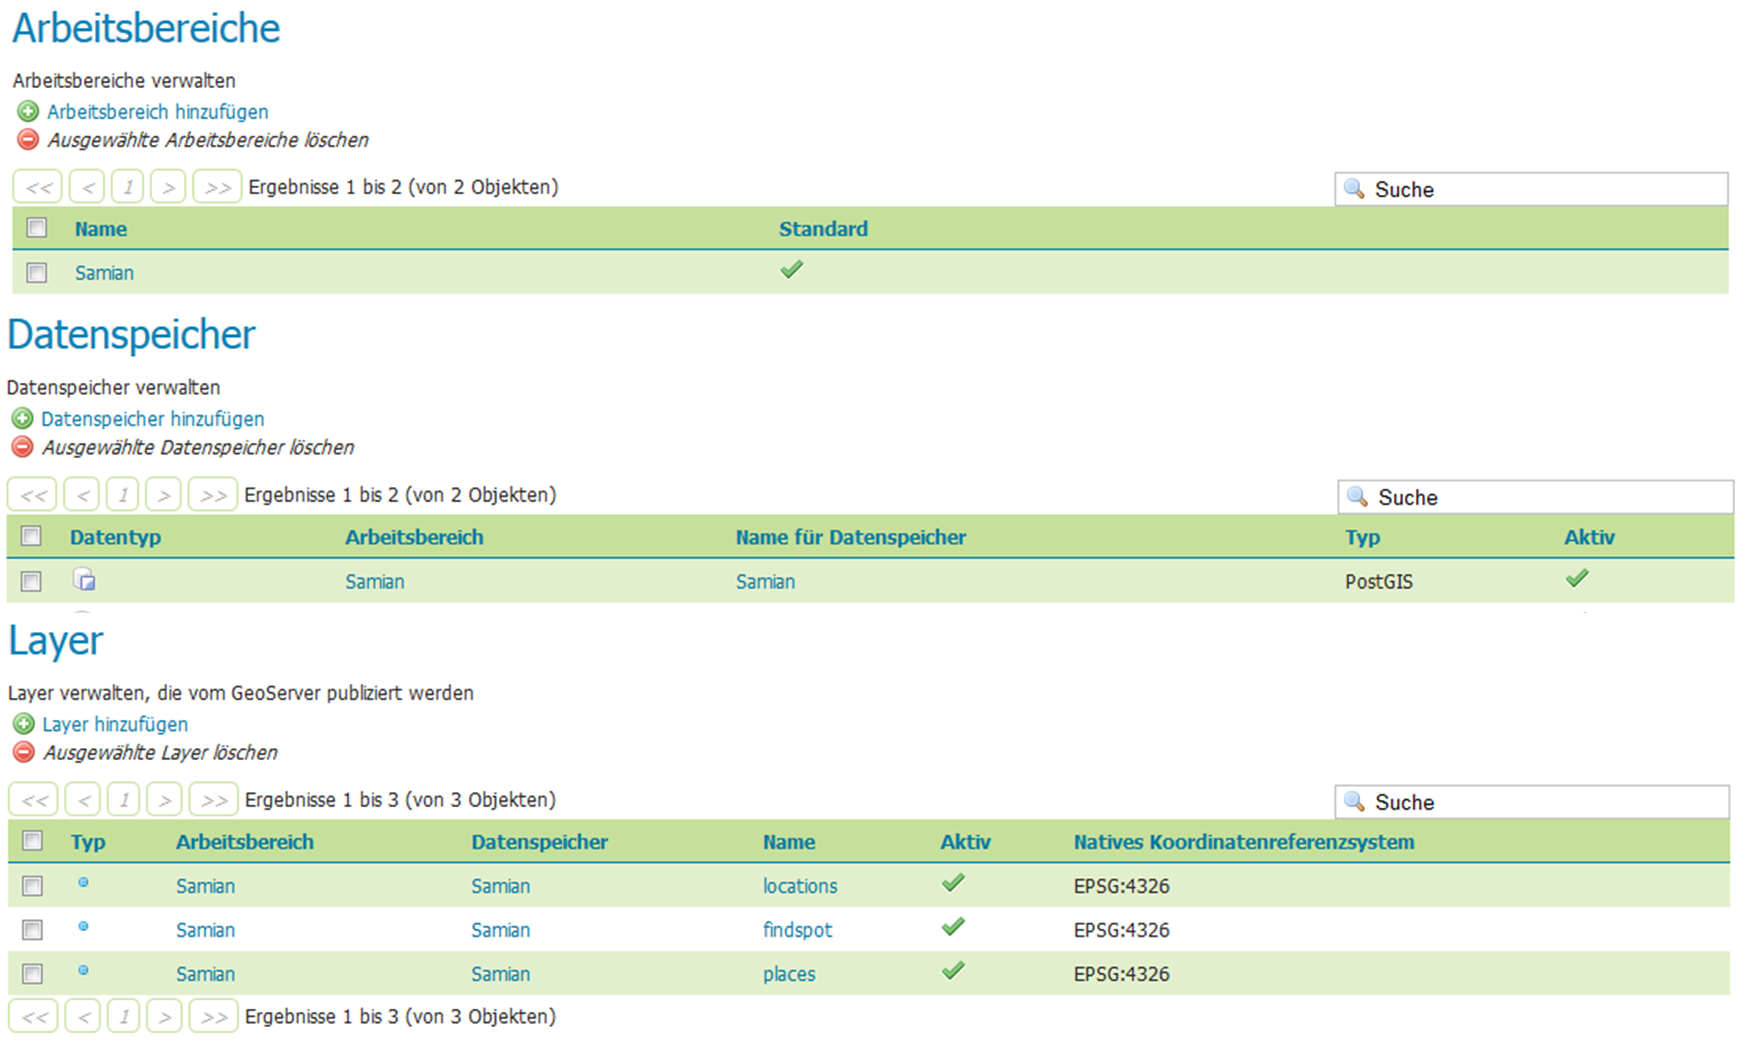 Arbeitsbereiche
Arbeitsbereiche verwalten
Arbeitsbereich hinzufügen
Ausgewählte Arbeitsbereiche löschen
<< < 1 > >> Ergebnisse 1 bis 2 (von 2 Objekten) Suche
Name Standard
Samian
Datenspeicher
Datenspeicher verwalten
Datenspeicher hinzufügen
Ausgewählte Datenspeicher löschen
<< < 1 > >> Ergebnisse 1 bis 2 (von 2 Objekten) Suche
Datentyp Arbeitsbereich Name für Datenspeicher Typ Aktiv
Samian Samian PostGIS
Layer
Layer verwalten, die vom GeoServer publiziert werden
Layer hinzufügen
Ausgewählte Layer löschen
<< < 1 > >> Ergebnisse 1 bis 3 (von 3 Objekten) Suche
Typ Arbeitsbereich Datenspeicher Name Aktiv Natives Koordinatenreferenzsystem
Samian Samian locations EPSG:4326
Samian Samian findspot EPSG:4326
Samian Samian places EPSG:4326
<< < 1 > >> Ergebnisse 1 bis 3 (von 3 Objekten)